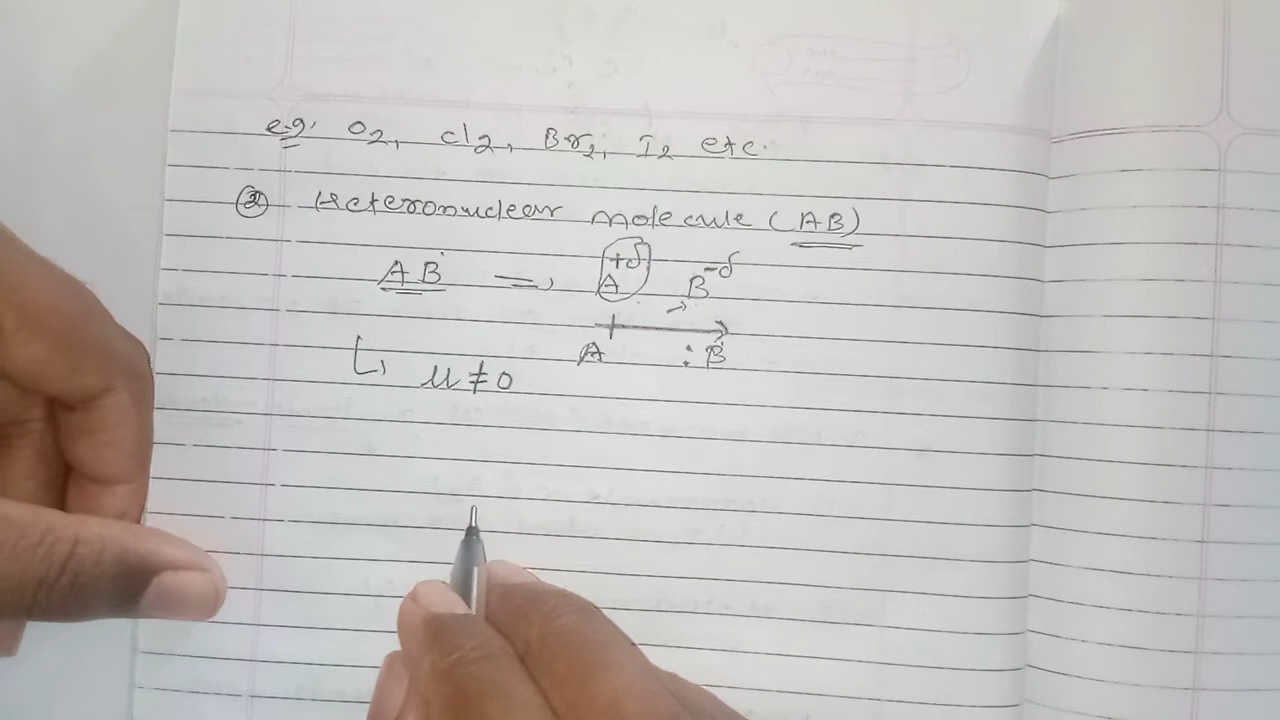 e.g. O2, Cl2, Br2, I2 etc.
② Heteronuclear molecule (AB)
AB ⇒ A+δ B-δ
A : B
↳ μ ≠ 0